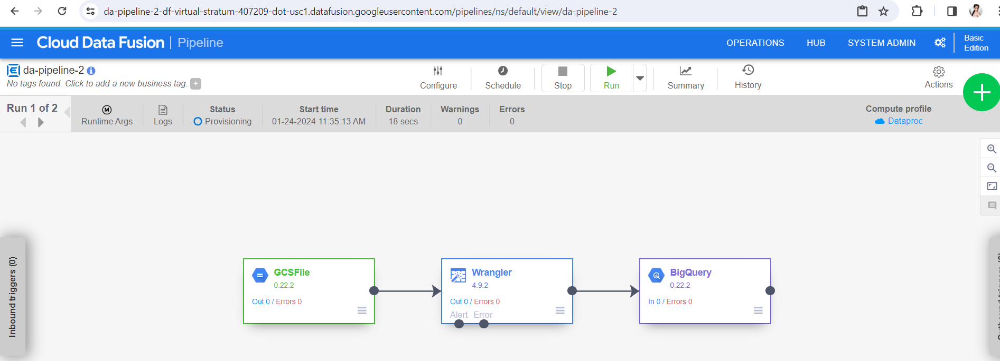 da-pipeline-2-df-virtual-stratum-407209-dot-usc1.datafusion.googleusercontent.com/pipelines/ns/default/view/da-pipeline-2
Cloud Data Fusion | Pipeline
OPERATIONS
HUB
SYSTEM ADMIN
Basic
Edition
da-pipeline-2
No tags found. Click to add a new business tag.
Configure
Schedule
Stop
Run
Summary
History
Actions
Run 1 of 2
Runtime Args
Logs
Status
Provisioning
Start time
01-24-2024 11:35:13 AM
Duration
18 secs
Warnings
0
Errors
0
Compute profile
Dataproc
Inbound triggers (0)
GCSFile
0.22.2
Out 0 / Errors 0
Wrangler
4.9.2
Out 0 / Errors 0
Alert Error
BigQuery
0.22.2
In 0 / Errors 0